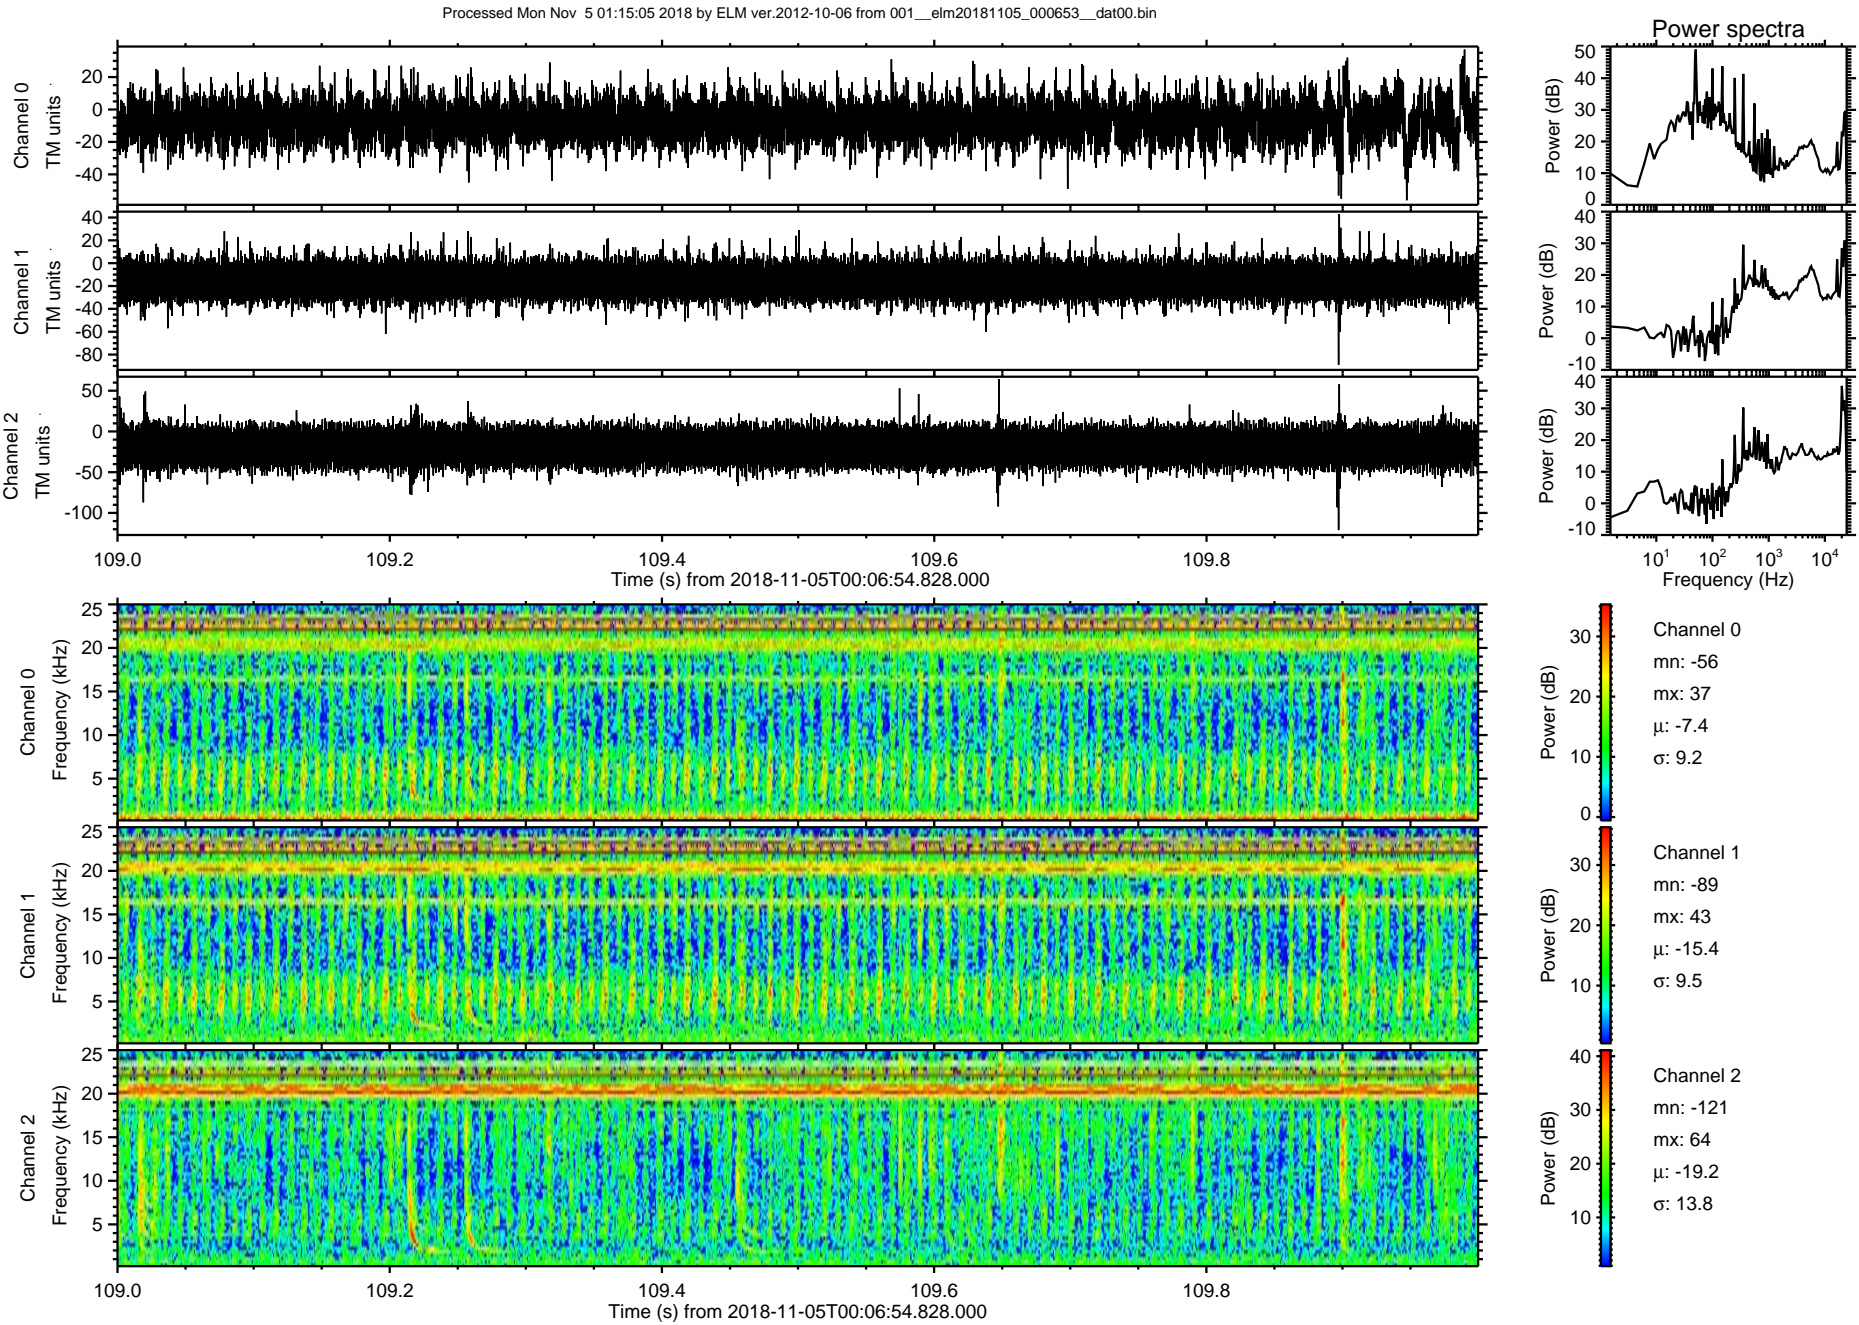 Processed Mon Nov  5 01:15:05 2018 by ELM ver.2012-10-06 from 001__elm20181105_000653__dat00.bin
Power spectra
Channel 0
TM units
20
0
-20
-40
Power (dB)
50
40
30
20
10
0
Channel 1
TM units
40
20
0
-20
-40
-60
-80
Power (dB)
40
30
20
10
0
-10
Channel 2
TM units
50
0
-50
-100
Power (dB)
40
30
20
10
0
-10
109.0 109.2 109.4 109.6 109.8
Time (s) from 2018-11-05T00:06:54.828.000
10^1 10^2 10^3 10^4
Frequency (Hz)
Channel 0
Frequency (kHz)
25
20
15
10
5
Power (dB)
30
20
10
0
Channel 0
mn: -56
mx: 37
μ: -7.4
σ: 9.2
Channel 1
Frequency (kHz)
25
20
15
10
5
Power (dB)
30
20
10
Channel 1
mn: -89
mx: 43
μ: -15.4
σ: 9.5
Channel 2
Frequency (kHz)
25
20
15
10
5
Power (dB)
40
30
20
10
Channel 2
mn: -121
mx: 64
μ: -19.2
σ: 13.8
109.0 109.2 109.4 109.6 109.8
Time (s) from 2018-11-05T00:06:54.828.000